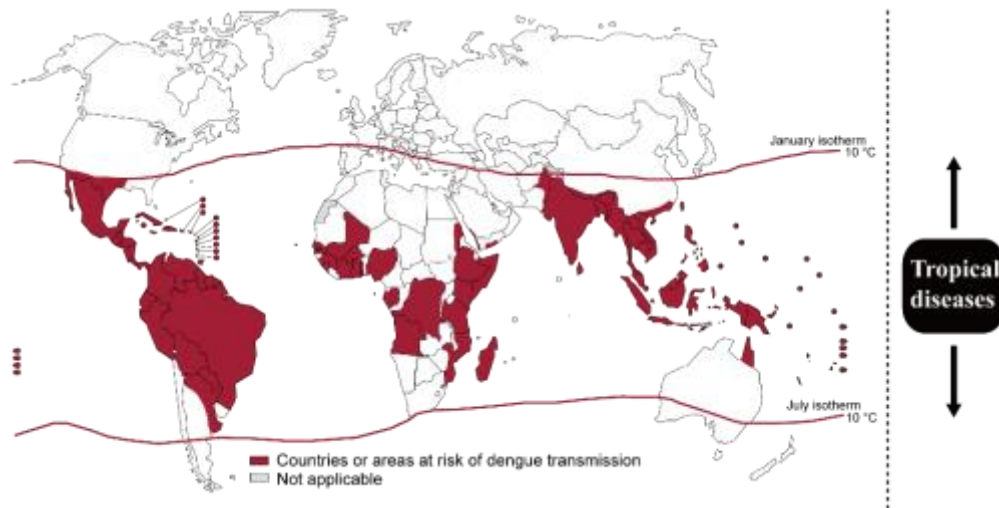 January isotherm
10 °C
Tropical
diseases
July isotherm
10 °C
Countries or areas at risk of dengue transmission
Not applicable